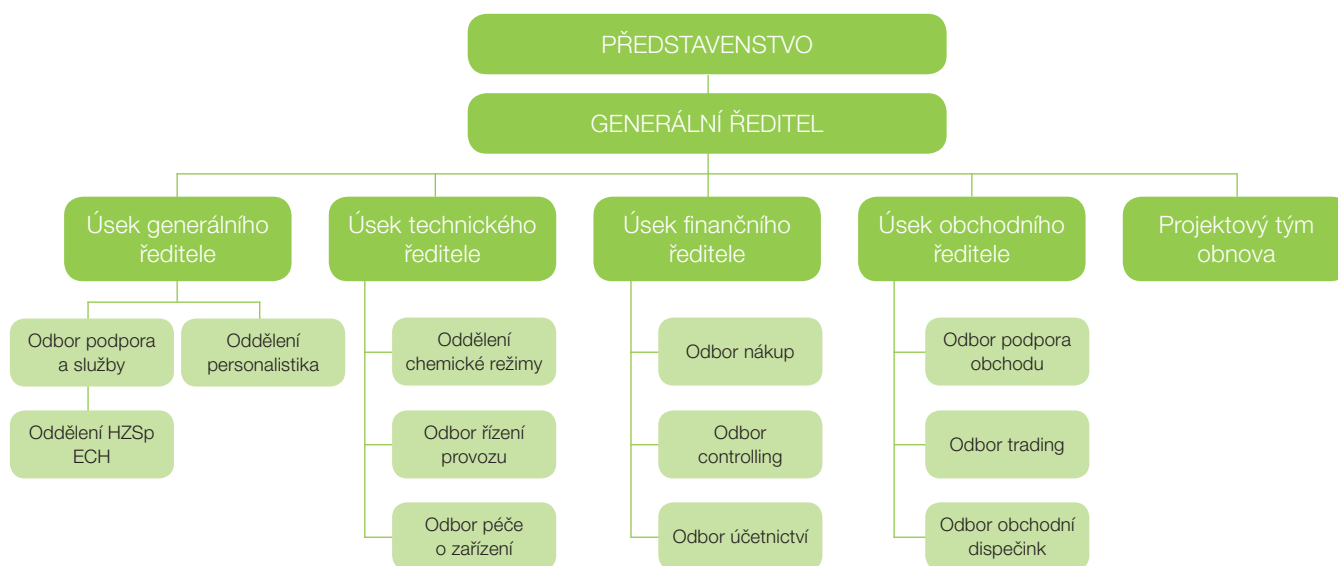 PŘEDSTAVENSTVO
GENERÁLNÍ ŘEDITEL
Úsek generálního
ředitele
Úsek technického
ředitele
Úsek finančního
ředitele
Úsek obchodního
ředitele
Projektový tým
obnova
Odbor podpora
a služby
Oddělení
personalistika
Oddělení HZSp
ECH
Oddělení
chemické režimy
Odbor řízení
provozu
Odbor péče
o zařízení
Odbor nákup
Odbor
controlling
Odbor účetnictví
Odbor podpora
obchodu
Odbor trading
Odbor obchodní
dispečink